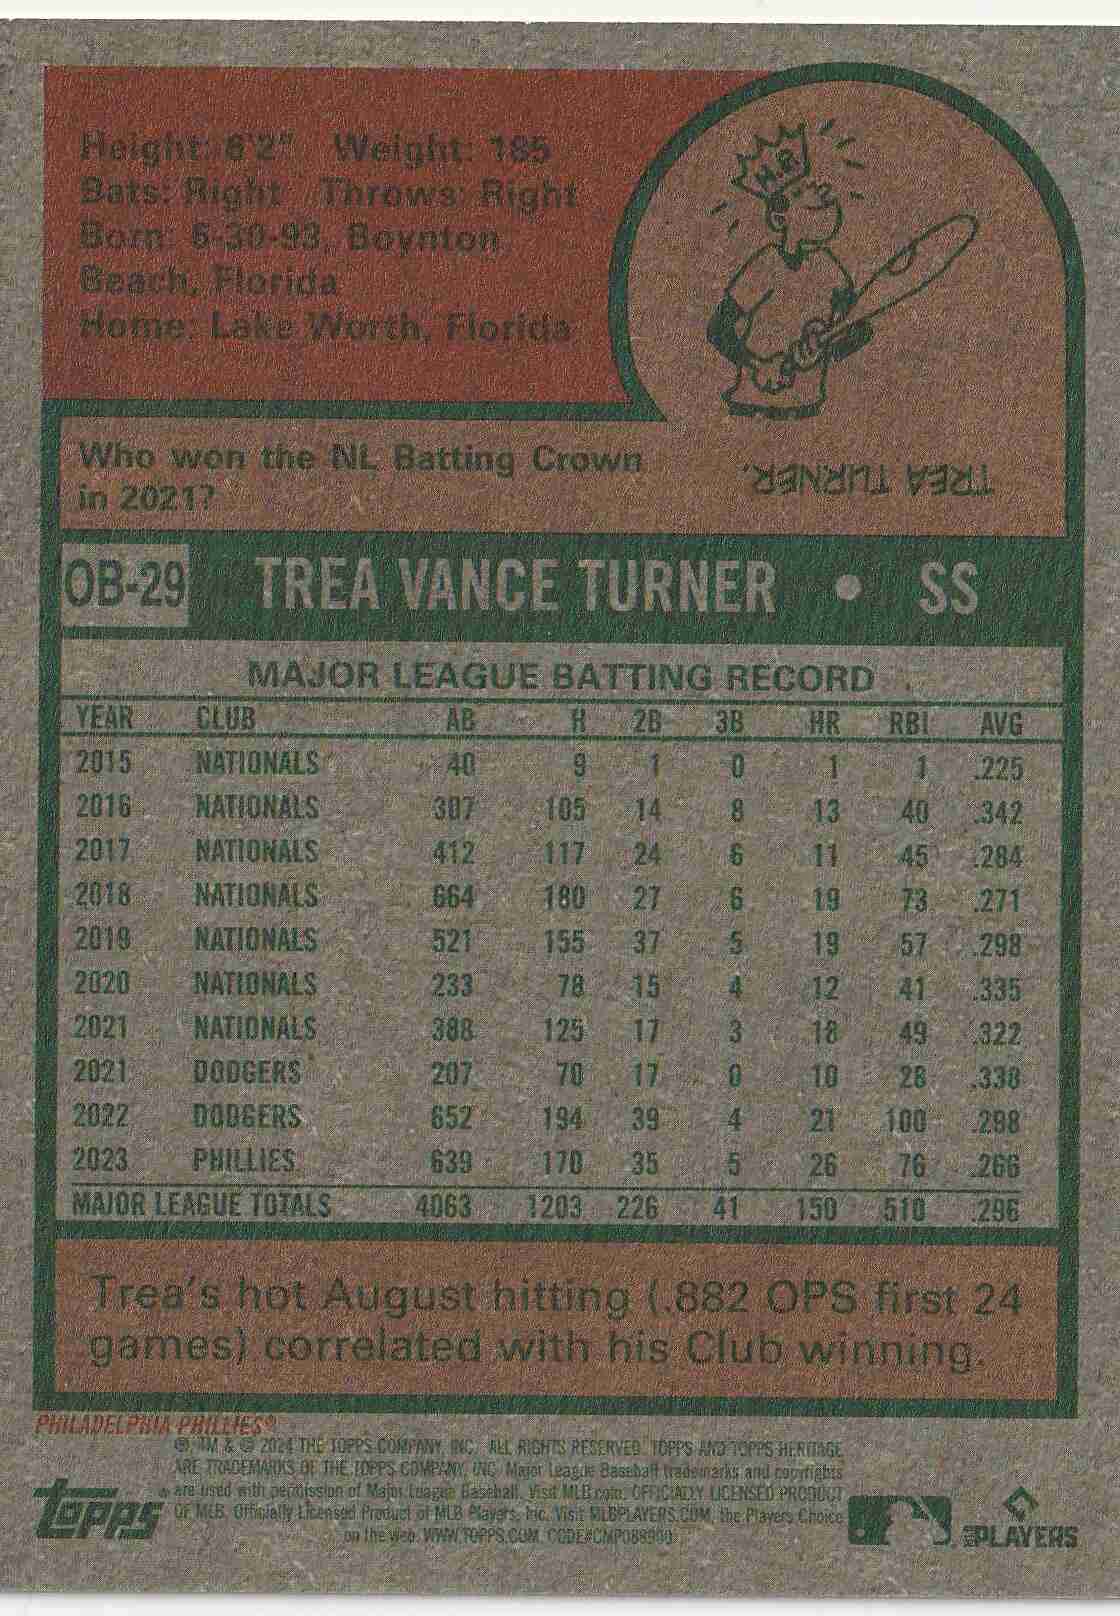 Height: 6'2" Weight: 185
Bats: Right Throws: Right
Born: 6-30-93, Boynton
Beach, Florida
Home: Lake Worth, Florida
H.R.
Who won the NL Batting Crown
in 2021?
TREA TURNER.
OB-29 TREA VANCE TURNER • SS
MAJOR LEAGUE BATTING RECORD
YEAR CLUB AB H 2B 3B HR RBI AVG
2015 NATIONALS 40 9 1 0 1 1 .225
2016 NATIONALS 307 105 14 8 13 40 .342
2017 NATIONALS 412 117 24 6 11 45 .284
2018 NATIONALS 664 180 27 6 19 73 .271
2019 NATIONALS 521 155 37 5 19 57 .298
2020 NATIONALS 233 78 15 4 12 41 .335
2021 NATIONALS 388 125 17 3 18 49 .322
2021 DODGERS 207 70 17 0 10 28 .338
2022 DODGERS 652 194 39 4 21 100 .298
2023 PHILLIES 639 170 35 5 26 76 .266
MAJOR LEAGUE TOTALS 4063 1203 226 41 150 510 .296
Trea's hot August hitting (.882 OPS first 24
games) correlated with his Club winning.
PHILADELPHIA PHILLIES®
®, TM & © 2024 THE TOPPS COMPANY, INC. ALL RIGHTS RESERVED. TOPPS AND TOPPS HERITAGE
ARE TRADEMARKS OF THE TOPPS COMPANY, INC. Major League Baseball trademarks and copyrights
are used with permission of Major League Baseball. Visit MLB.com. OFFICIALLY LICENSED PRODUCT
OF MLB. Officially Licensed Product of MLB Players, Inc. Visit MLBPLAYERS.COM, the Players Choice
on the web. WWW.TOPPS.COM. CODE#CMP088900
topps
MLB PLAYERS